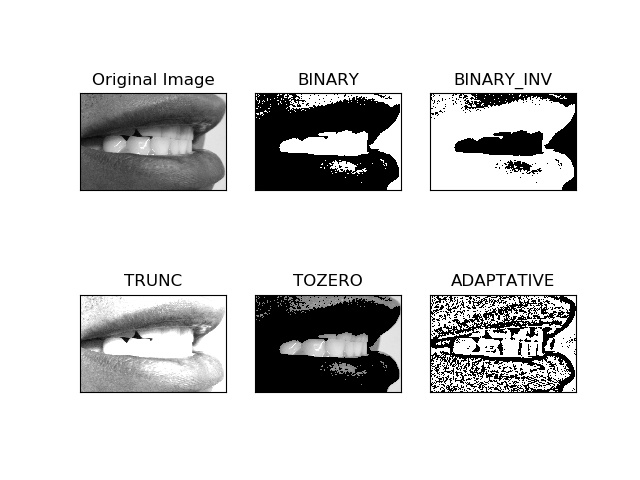 Original Image
BINARY
BINARY_INV
TRUNC
TOZERO
ADAPTATIVE